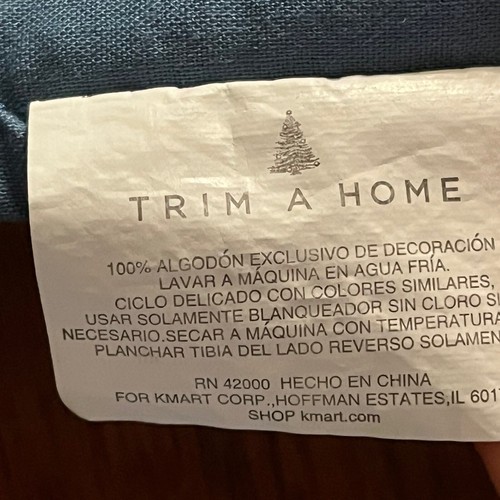 TRIM A HOME
100% ALGODÓN EXCLUSIVO DE DECORACIÓN
LAVAR A MÁQUINA EN AGUA FRÍA.
CICLO DELICADO CON COLORES SIMILARES,
USAR SOLAMENTE BLANQUEADOR SIN CLORO
NECESARIO.SECAR A MÁQUINA CON TEMPERATURA
PLANCHAR TIBIA DEL LADO REVERSO
RN 42000 HECHO EN CHINA
FOR KMART CORP.,HOFFMAN ESTATES,IL
SHOP kmart.com